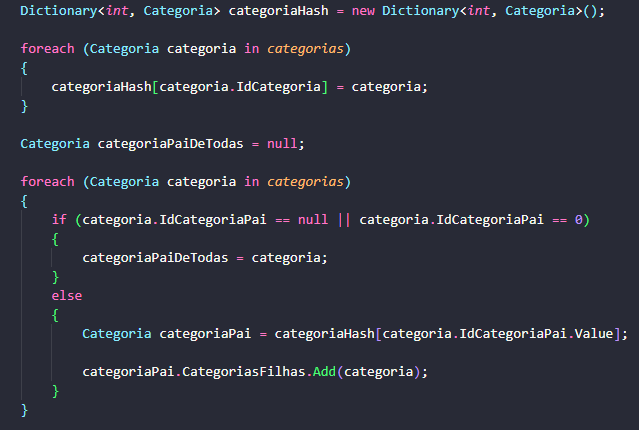 Dictionary<int, Categoria> categoriaHash = new Dictionary<int, Categoria>();
foreach (Categoria categoria in categorias)
{
categoriaHash[categoria.IdCategoria] = categoria;
}
Categoria categoriaPaiDeTodas = null;
foreach (Categoria categoria in categorias)
{
if (categoria.IdCategoriaPai == null || categoria.IdCategoriaPai == 0)
{
categoriaPaiDeTodas = categoria;
}
else
{
Categoria categoriaPai = categoriaHash[categoria.IdCategoriaPai.Value];
categoriaPai.CategoriasFilhas.Add(categoria);
}
}